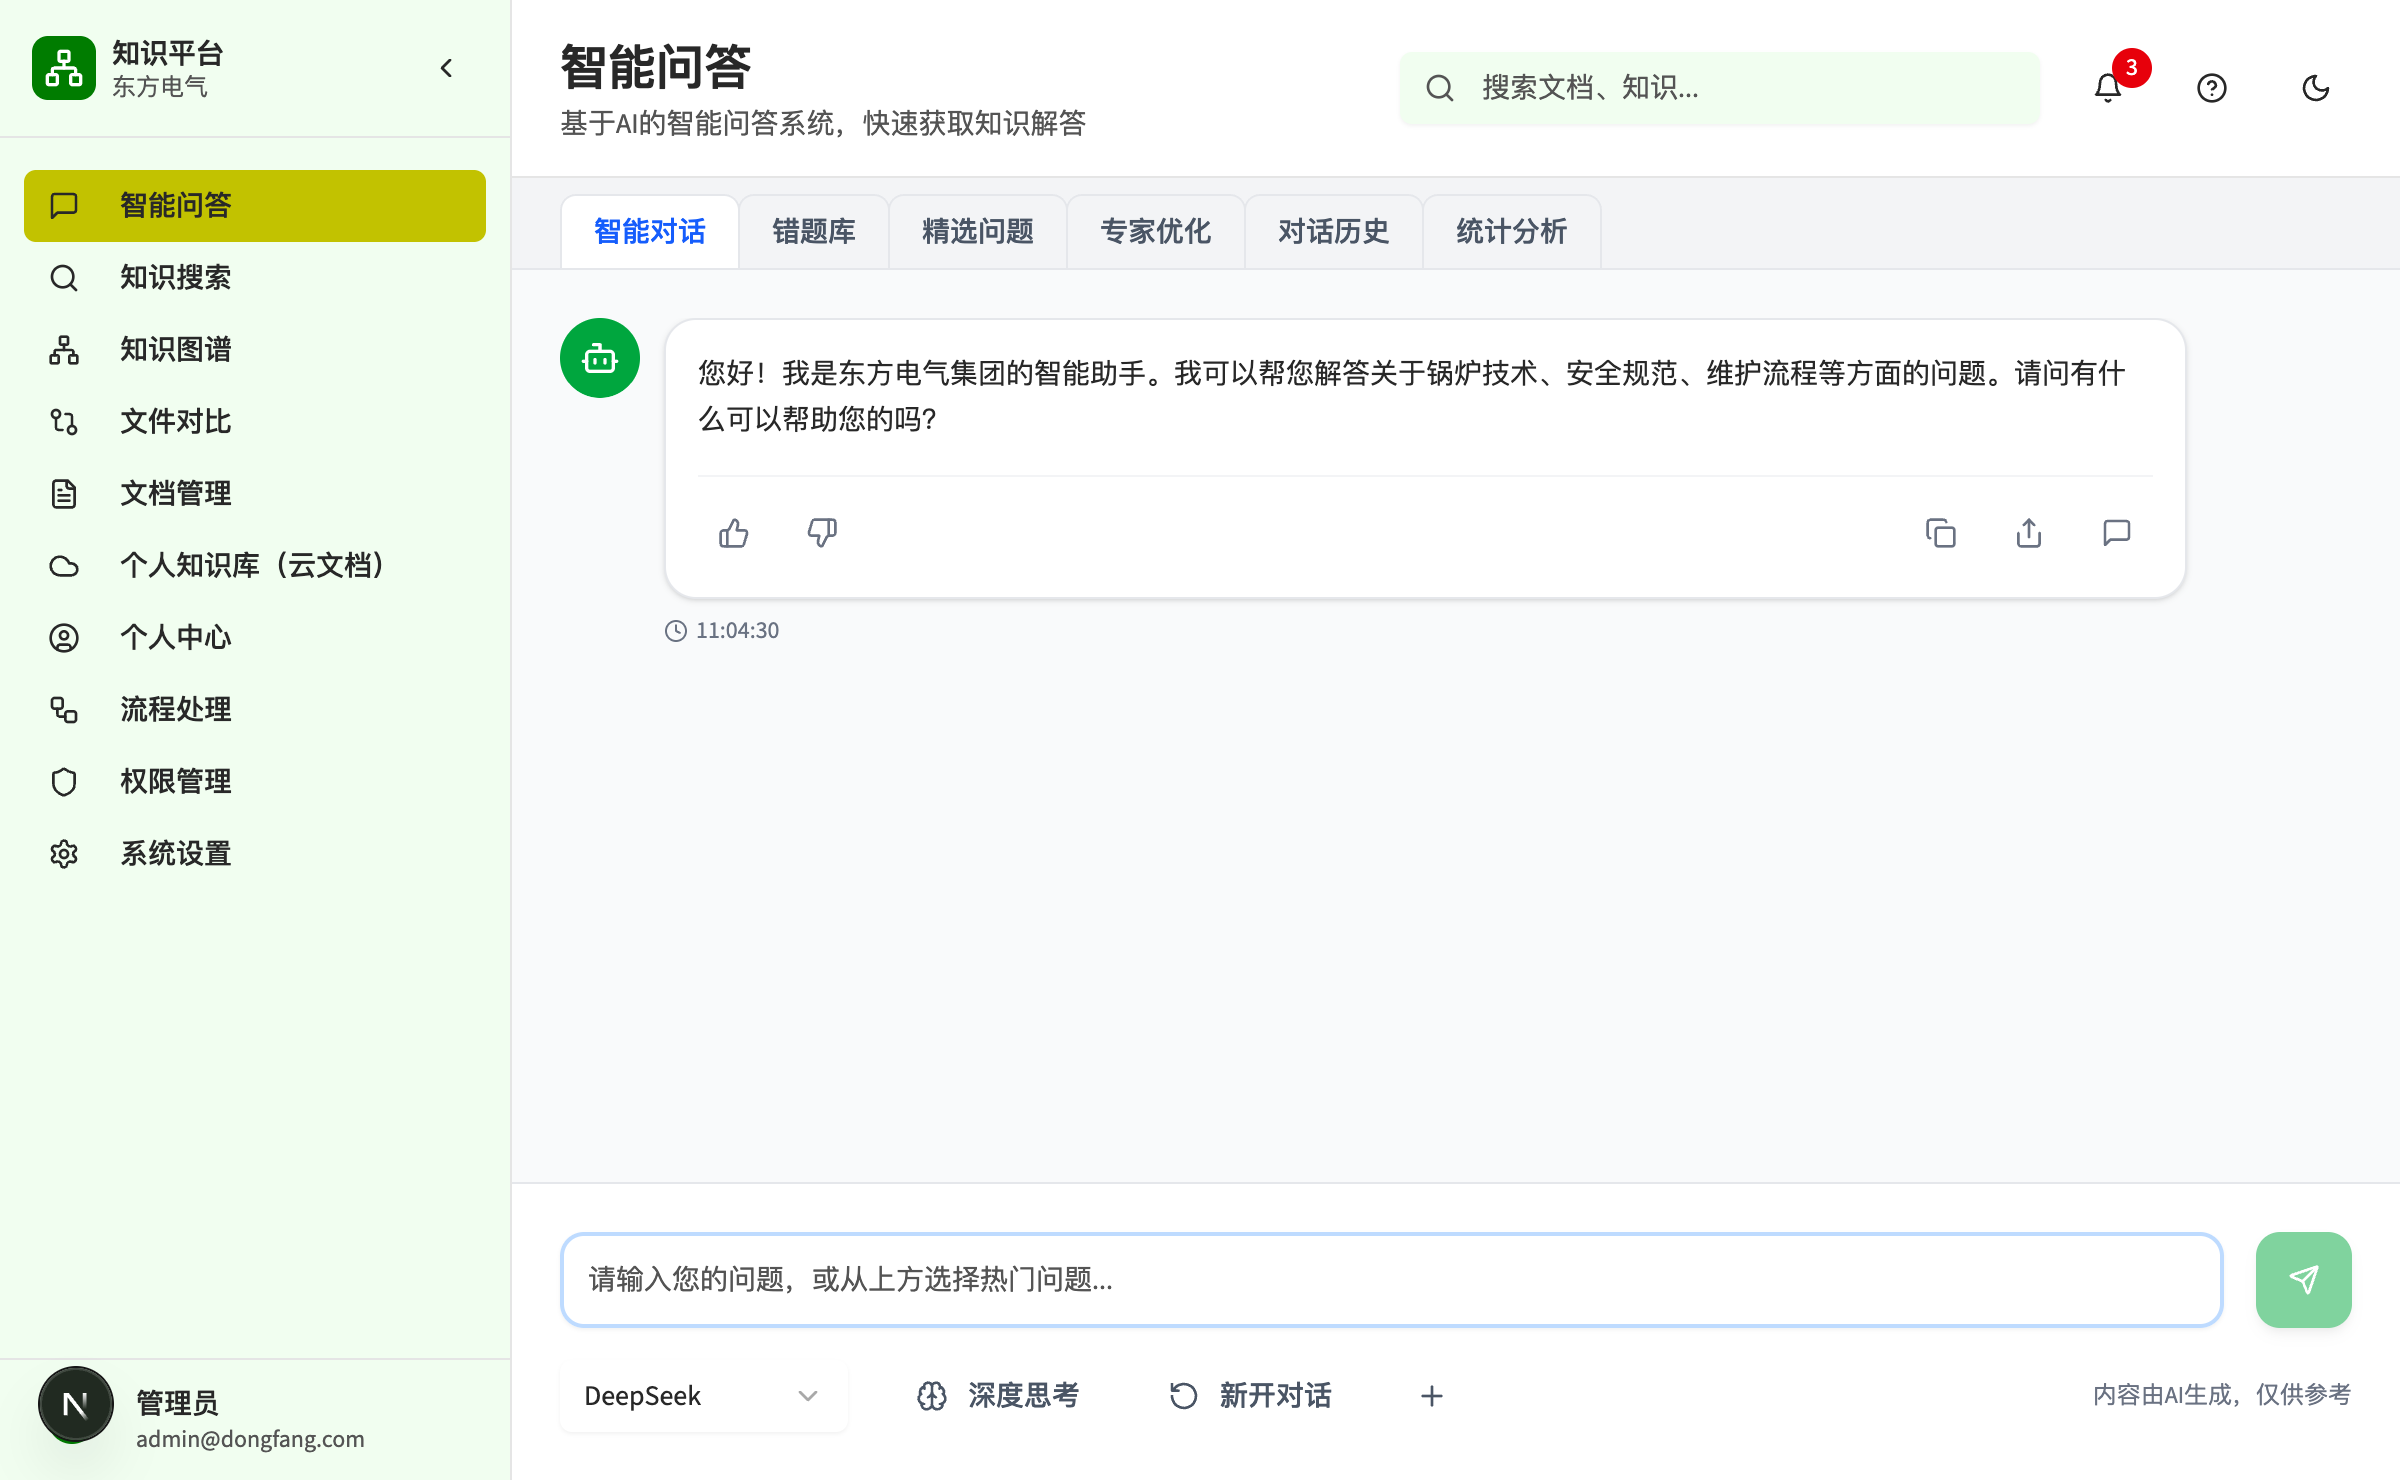 知识平台
东方电气
智能问答
知识搜索
知识图谱
文件对比
文档管理
个人知识库（云文档）
个人中心
流程处理
权限管理
系统设置
N
管理员
admin@dongfang.com
智能问答
基于AI的智能问答系统，快速获取知识解答
搜索文档、知识...
3
智能对话
错题库
精选问题
专家优化
对话历史
统计分析
您好！我是东方电气集团的智能助手。我可以帮您解答关于锅炉技术、安全规范、维护流程等方面的问题。请问有什
么可以帮助您的吗？
11:04:30
请输入您的问题，或从上方选择热门问题...
DeepSeek
深度思考
新开对话
内容由AI生成，仅供参考